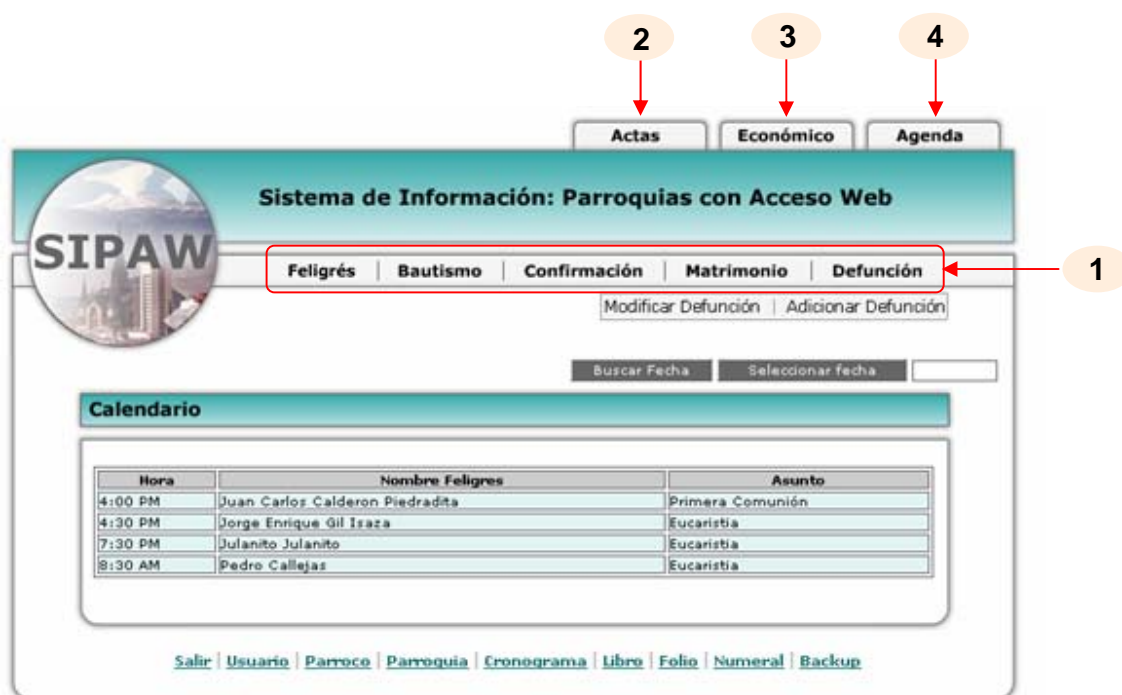 2 3 4
Actas Económico Agenda
Sistema de Información: Parroquias con Acceso Web
SIPAW
Feligrés | Bautismo | Confirmación | Matrimonio | Defunción
1
Modificar Defunción | Adicionar Defunción
Buscar Fecha Seleccionar fecha
Calendario
Hora Nombre Feligres Asunto
4:00 PM Juan Carlos Calderon Piedradita Primera Comunión
4:30 PM Jorge Enrique Gil Isaza Eucaristia
7:30 PM Julanito Julanito Eucaristia
8:30 AM Pedro Callejas Eucaristia
Salir | Usuario | Parroco | Parroquia | Cronograma | Libro | Folio | Numeral | Backup